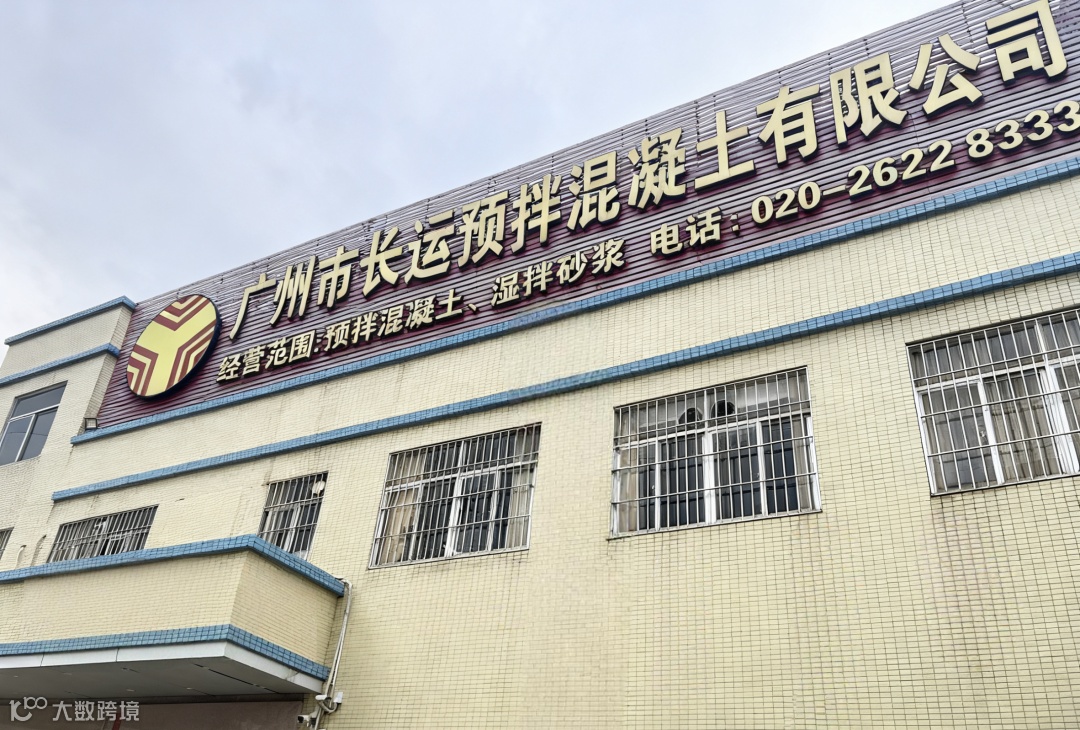 广州市长运预拌混凝土有限公司
经营范围:预拌混凝土、湿拌砂浆 电话:020-2622 8333
大数跨境